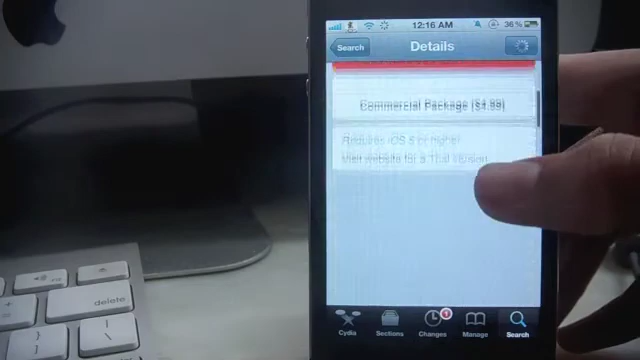 12:16 AM
36%
Search
Details
Commercial Package ($4.99)
Requires iOS 5 or higher
Visit website for a Trial version
Cydia
Sections
Changes
1
Manage
Search
delete